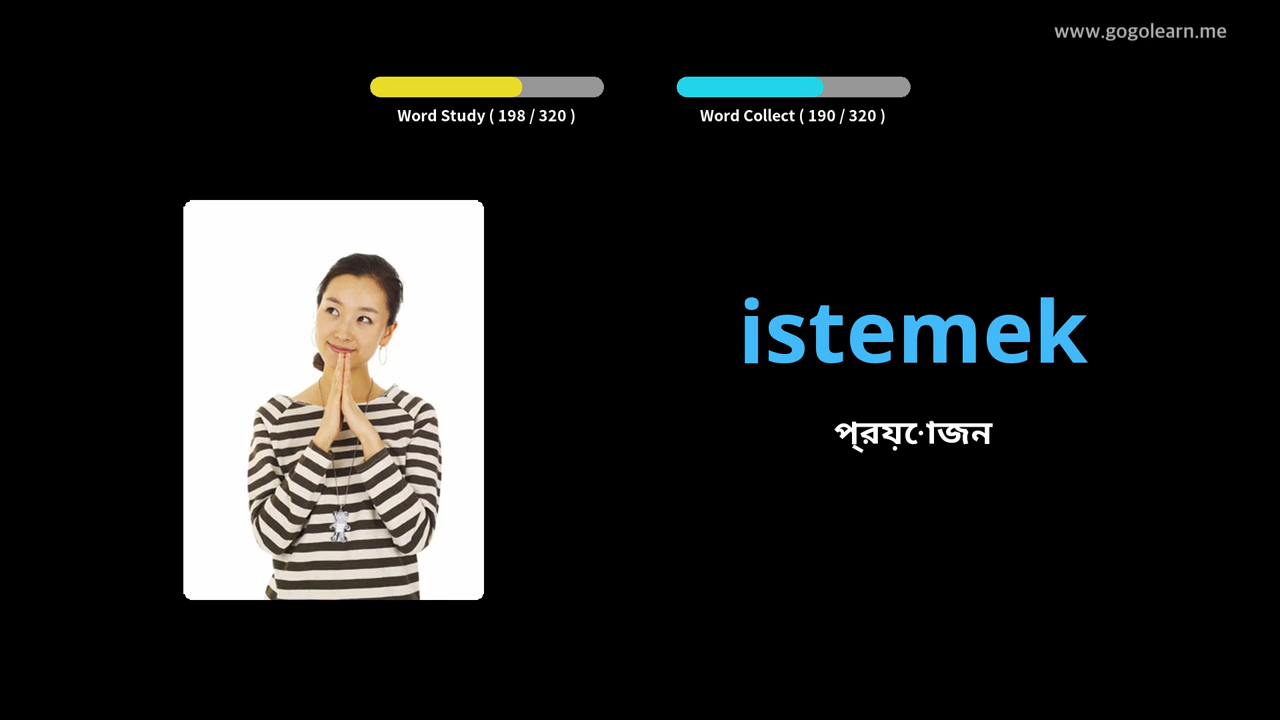 www.gogolearn.me
Word Study ( 198 / 320 )
Word Collect ( 190 / 320 )
istemek
প্রয়োজন